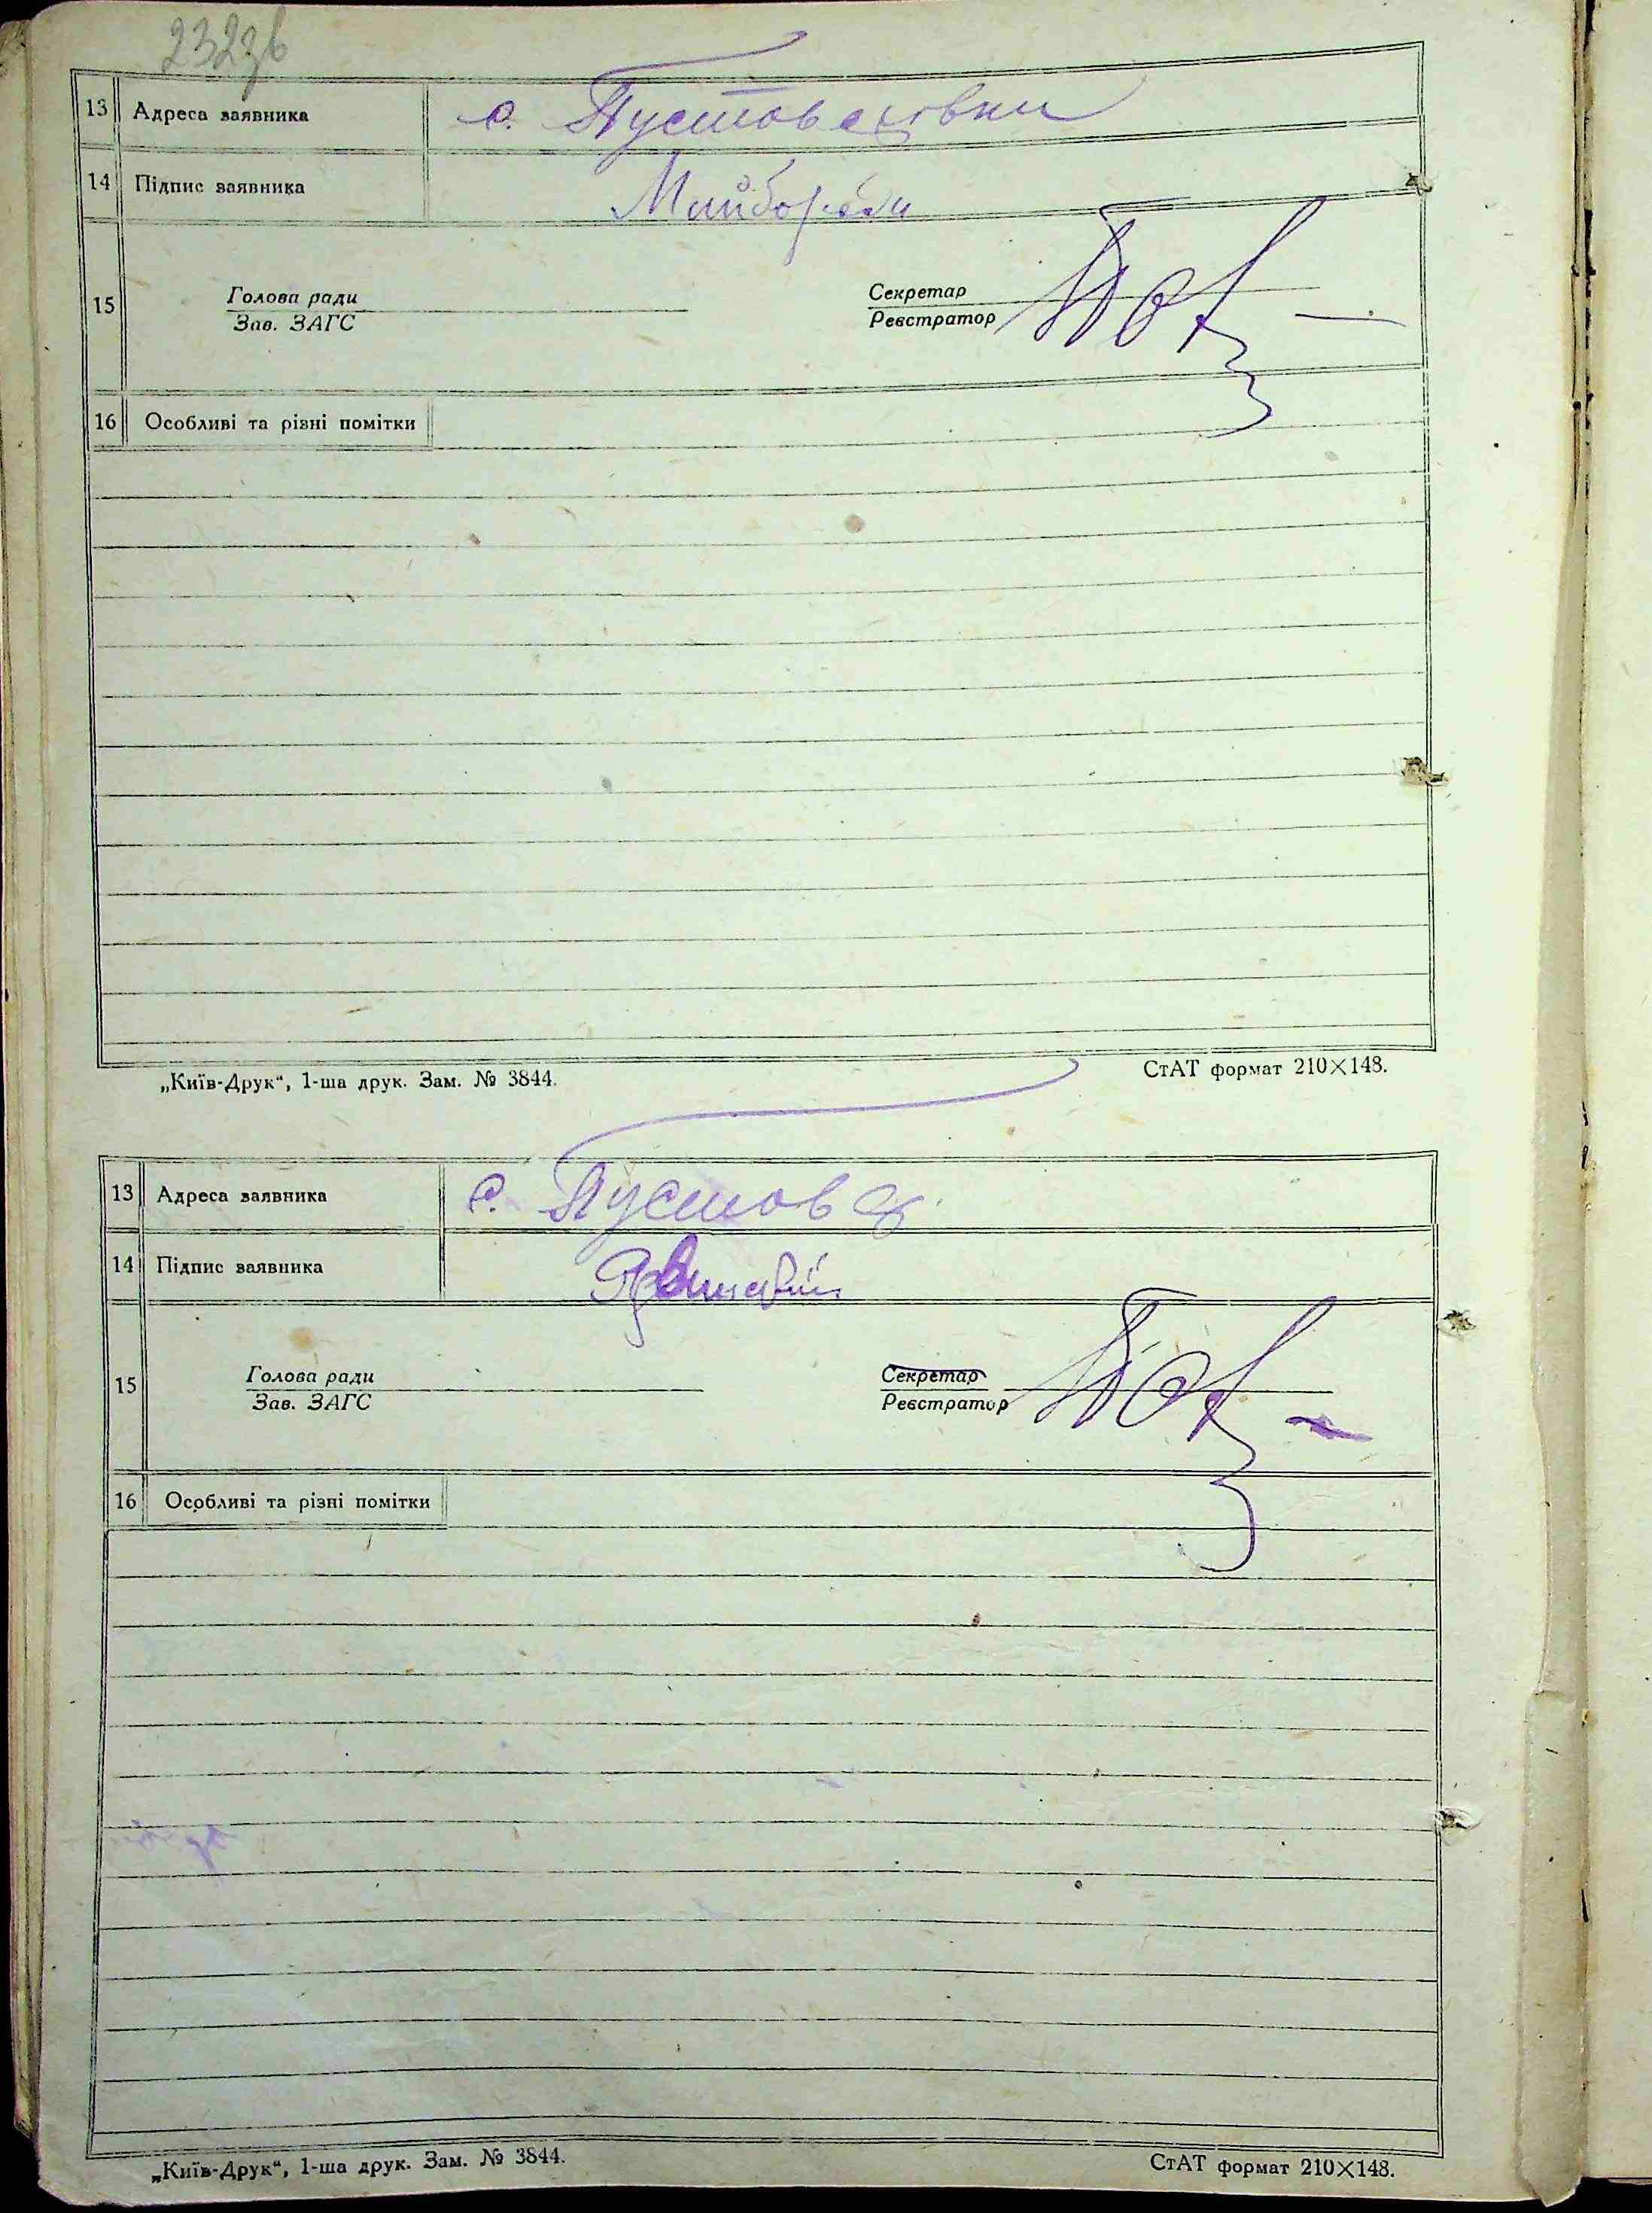 232зв
13 Адреса заявника с. Пустовахівки
14 Підпис заявника Майборода
15 Голова ради Секретар
Зав. ЗАГС Реєстратор
16 Особливі та різні помітки
„Київ-Друк“, 1-ша друк. Зам. № 3844. СтАТ формат 210×148.
13 Адреса заявника с. Пустов
14 Підпис заявника
15 Голова ради Секретар
Зав. ЗАГС Реєстратор
16 Особливі та різні помітки
„Київ-Друк“, 1-ша друк. Зам. № 3844. СтАТ формат 210×148.